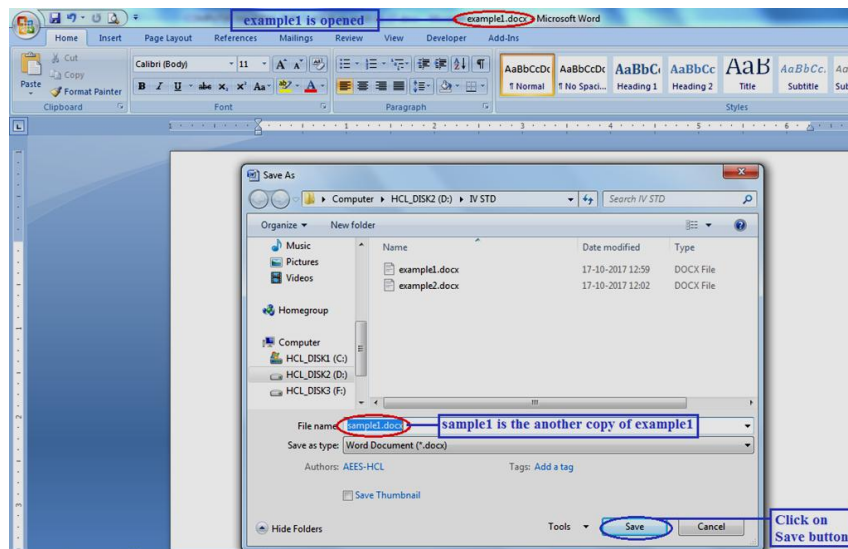 example1 is opened
example1.docx - Microsoft Word
Home Insert Page Layout References Mailings Review View Developer Add-Ins
Cut
Copy
Format Painter
Paste
Clipboard
Calibri (Body) 11
Font
Paragraph
AaBbCcDc AaBbCcDc AaBbC AaBbCc AaB AaBbCc.
¶ Normal ¶ No Spaci... Heading 1 Heading 2 Title Subtitle
Styles
Save As
Computer HCL_DISK2 (D:) IV STD
Search IV STD
Organize New folder
Music
Pictures
Videos
Homegroup
Computer
HCL_DISK1 (C:)
HCL_DISK2 (D:)
HCL_DISK3 (F:)
Name Date modified Type
example1.docx 17-10-2017 12:59 DOCX File
example2.docx 17-10-2017 12:02 DOCX File
File name: sample1.docx
sample1 is the another copy of example1
Save as type: Word Document (*.docx)
Authors: AEES-HCL Tags: Add a tag
Save Thumbnail
Hide Folders Tools Save Cancel
Click on
Save button